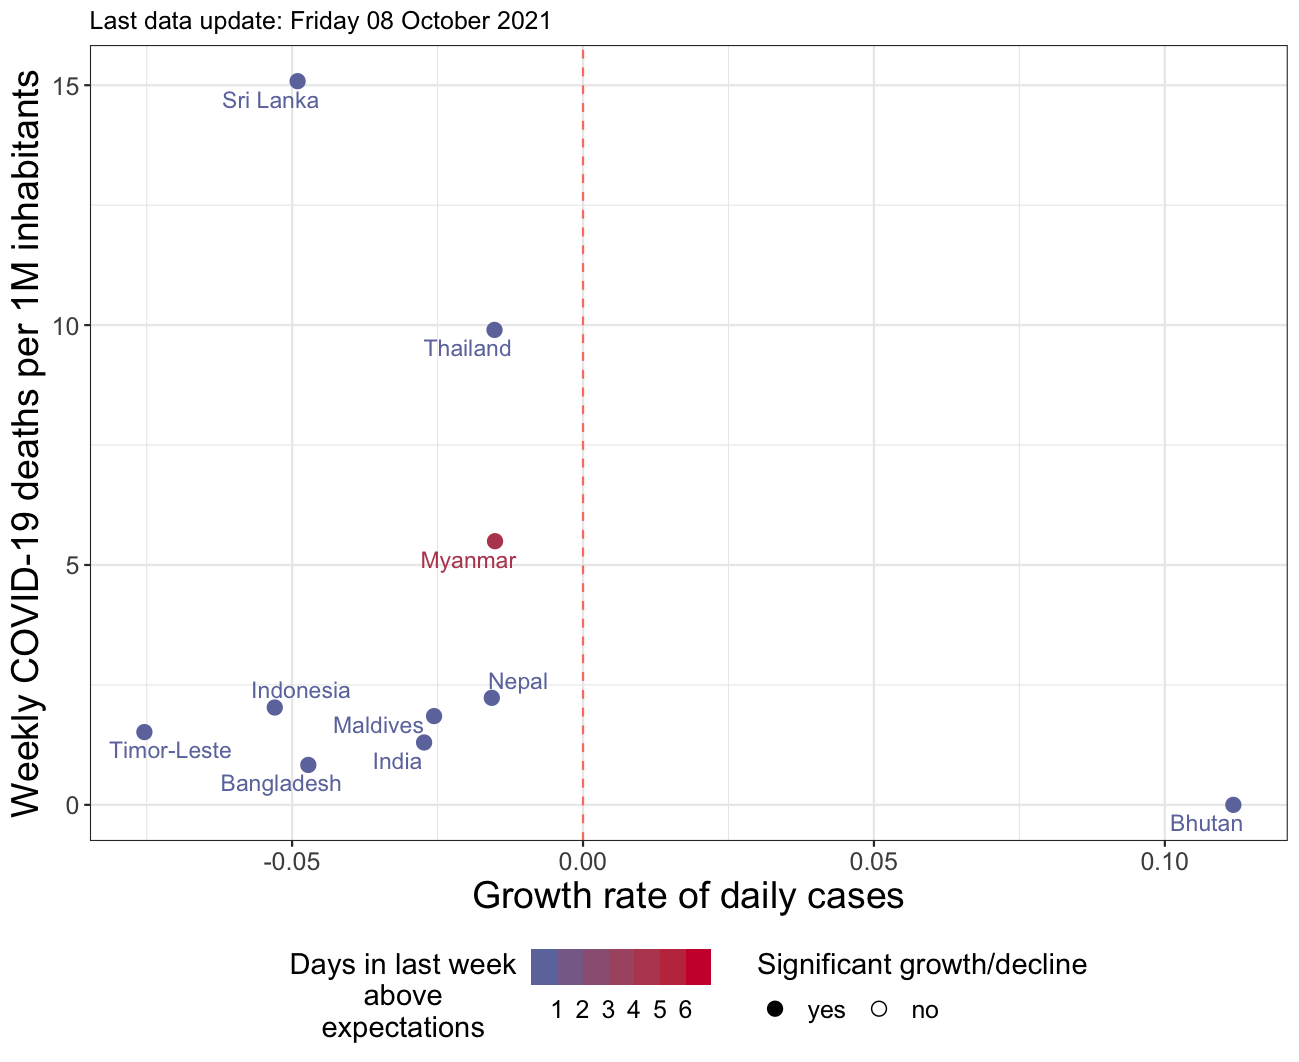 Last data update: Friday 08 October 2021
Weekly COVID-19 deaths per 1M inhabitants
15
10
5
0
Sri Lanka
Thailand
Myanmar
Nepal
Indonesia
Maldives
Timor-Leste
India
Bangladesh
Bhutan
-0.05 0.00 0.05 0.10
Growth rate of daily cases
Days in last week
above
expectations
1 2 3 4 5 6
Significant growth/decline
yes no